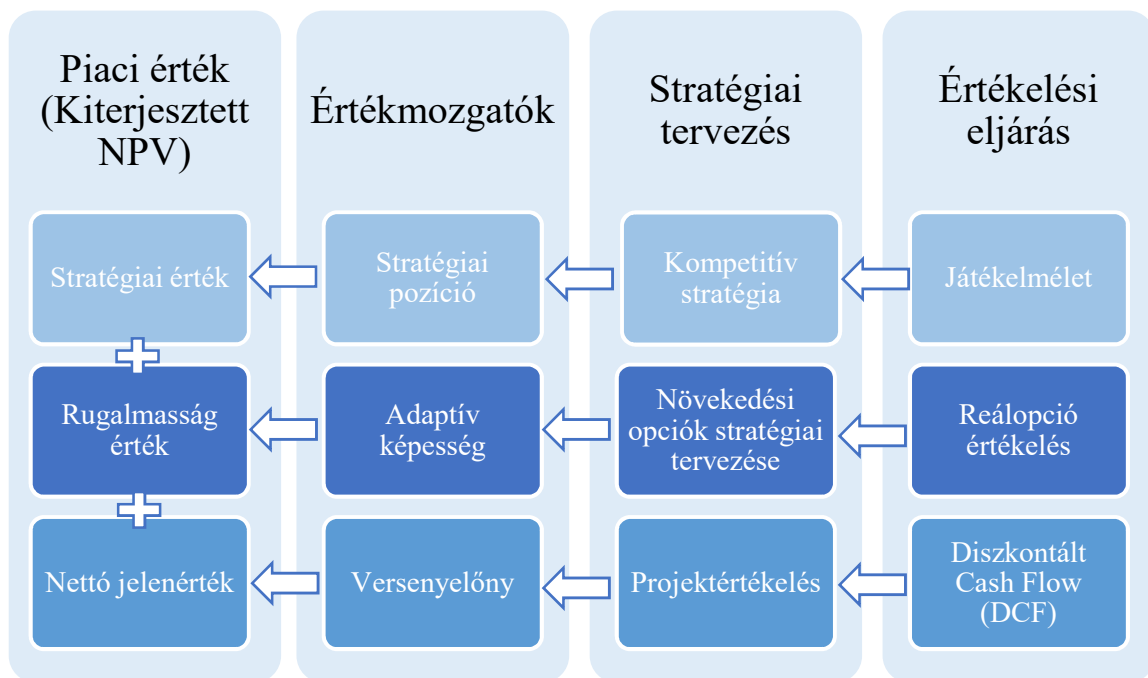 Piaci érték
(Kiterjesztett
NPV)
Értékmozgatók
Stratégiai
tervezés
Értékelési
eljárás
Stratégiai érték
Stratégiai
pozíció
Kompetitív
stratégia
Játékelmélet
Rugalmasság
érték
Adaptív
képesség
Növekedési
opciók stratégiai
tervezése
Reálopció
értékelés
Nettó jelenérték
Versenyelőny
Projektértékelés
Diszkontált
Cash Flow
(DCF)